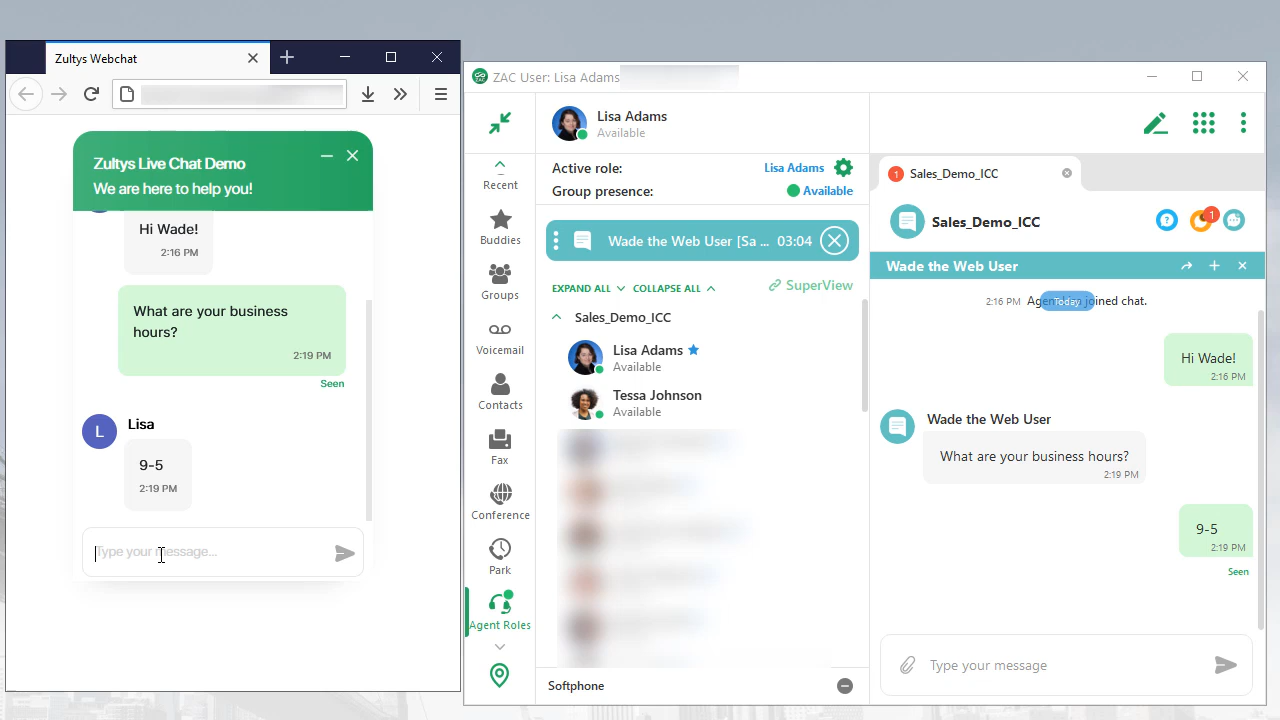 Zultys Webchat
Zultys Live Chat Demo
We are here to help you!
Hi Wade!
2:16 PM
What are your business
hours?
2:19 PM
Seen
L
Lisa
9-5
2:19 PM
Type your message...
ZAC User: Lisa Adams
Lisa Adams
Available
Recent
Buddies
Groups
Voicemail
Contacts
Fax
Conference
Park
Agent Roles
Active role:
Lisa Adams
Group presence:
Available
Wade the Web User [Sa ... 03:04
EXPAND ALL
COLLAPSE ALL
SuperView
Sales_Demo_ICC
Lisa Adams
Available
Tessa Johnson
Available
Softphone
1
Sales_Demo_ICC
Sales_Demo_ICC
?
1
Wade the Web User
2:16 PM
joined chat.
Today
Hi Wade!
2:16 PM
Wade the Web User
What are your business hours?
2:19 PM
9-5
2:19 PM
Seen
Type your message